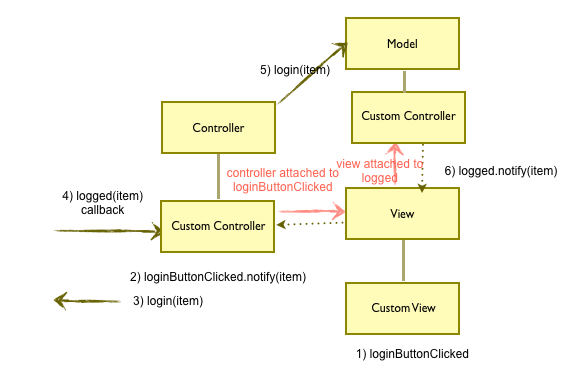 Model
5) login(item)
Custom Controller
Controller
controller attached to
loginButtonClicked
view attached to
logged
6) logged.notify(item)
4) logged(item)
callback
Custom Controller
View
2) loginButtonClicked.notify(item)
3) login(item)
Custom View
1) loginButtonClicked